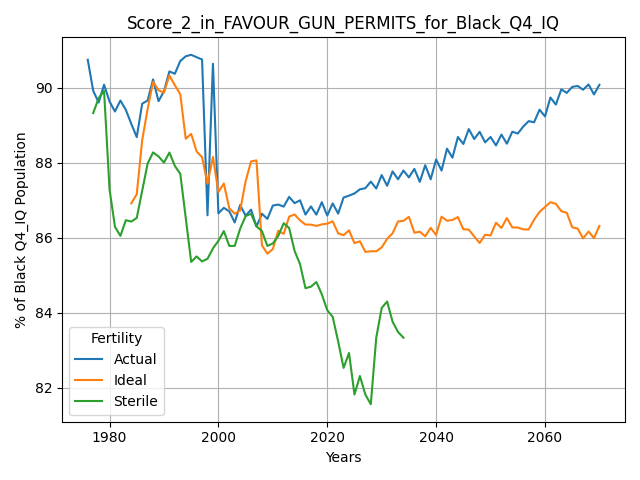 Score_2_in_FAVOUR_GUN_PERMITS_for_Black_Q4_IQ
% of Black Q4_IQ Population
90
88
86
84
82
Fertility
Actual
Ideal
Sterile
1980
2000
2020
2040
2060
Years